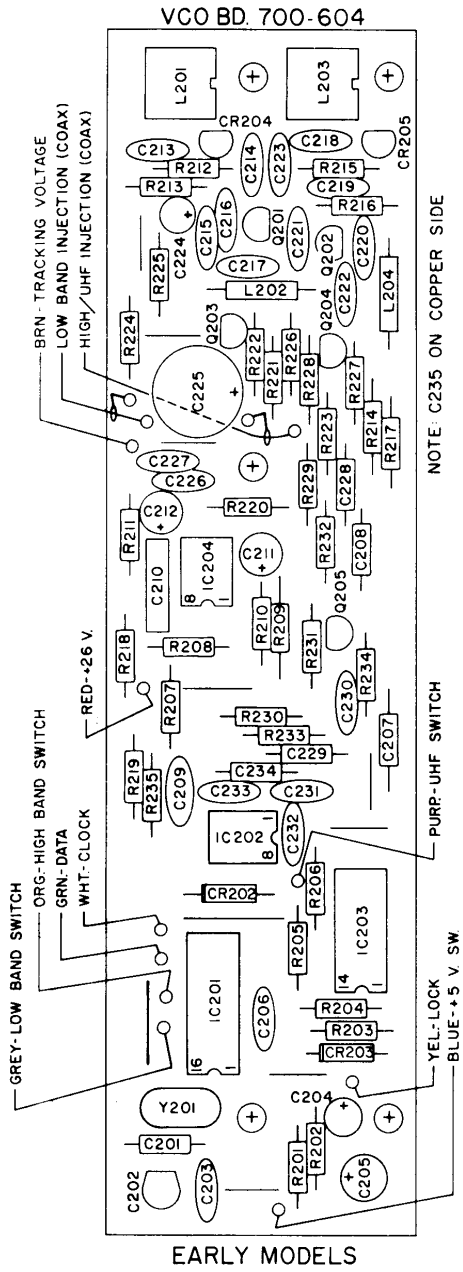 VCO BD. 700-604
L201
L203
CR204
CR205
C213
C214
C223
C218
R212
R215
R213
C219
R216
C224
C215
C216
Q201
C221
Q202
C220
R225
C217
C222
L202
L204
Q204
Q203
R224
R222
R221
R226
R228
R227
C225
R223
R214
R217
BRN-TRACKING VOLTAGE
LOW BAND INJECTION (COAX)
HIGH/UHF INJECTION (COAX)
NOTE: C235 ON COPPER SIDE
C227
C226
R229
C228
C212
R220
R211
R232
C208
C210
8
IC204
1
C211
Q205
R210
R209
R218
R208
R231
RED-+26 V.
R207
R234
C230
R230
R233
C229
C207
R219
R235
C209
C234
C233
C231
IC202
1
8
C232
PURP.-UHF SWITCH
GREY-LOW BAND SWITCH
ORG.-HIGH BAND SWITCH
GRN.-DATA
WHT.-CLOCK
CR202
R206
R205
IC203
14
1
IC201
16
1
C206
R204
R203
CR203
YEL.-LOCK
BLUE-+5 V. SW.
Y201
C204
C201
R201
R202
C202
C203
C205
EARLY MODELS